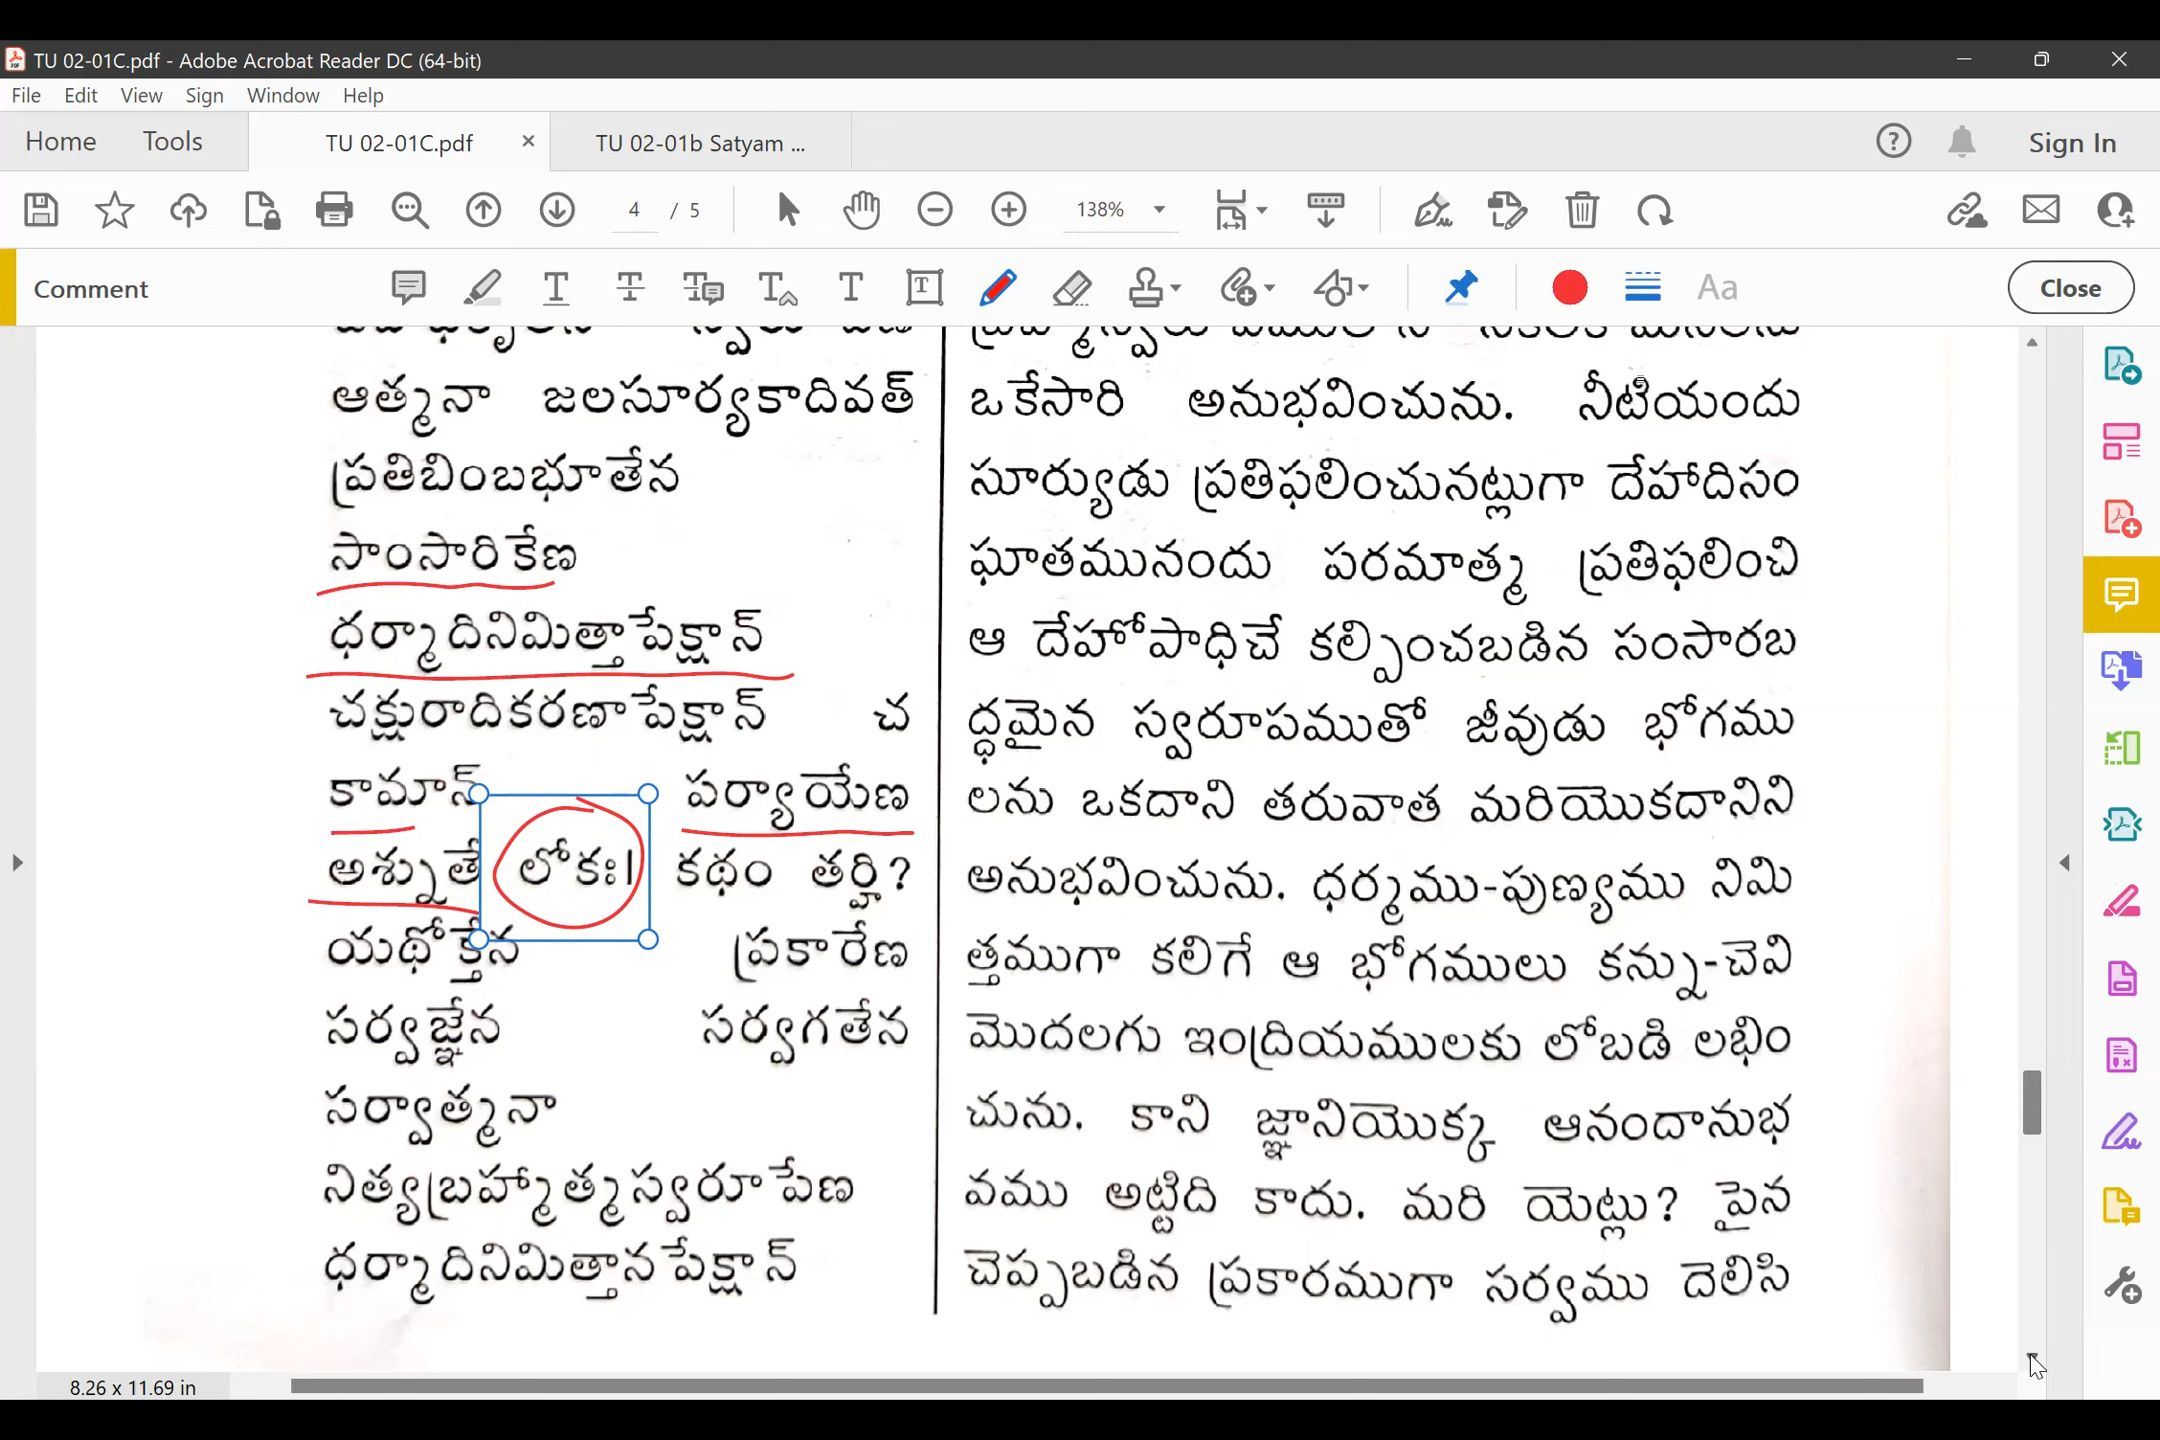 TU 02-01C.pdf - Adobe Acrobat Reader DC (64-bit)
File Edit View Sign Window Help
Home Tools TU 02-01C.pdf TU 02-01b Satyam ... Sign In
4 / 5 138%
Comment Close
ఆత్మనా జలసూర్యకాదివత్
ప్రతిబింబభూతేన
సాంసారికేణ
ధర్మాదినిమిత్తాపేక్షాన్
చక్షురాదికరణాపేక్షాన్ చ
కామాన్ పర్యాయేణ
అశ్నుతే లోకః। కథం తర్హి?
యథోక్తేన ప్రకారేణ
సర్వజ్ఞేన సర్వగతేన
సర్వాత్మనా
నిత్యబ్రహ్మాత్మస్వరూపేణ
ధర్మాదినిమిత్తానపేక్షాన్
ఒకేసారి అనుభవించును. నీటియందు
సూర్యుడు ప్రతిఫలించునట్లుగా దేహాదిసం
ఘాతమునందు పరమాత్మ ప్రతిఫలించి
ఆ దేహోపాధిచే కల్పించబడిన సంసారబ
ద్ధమైన స్వరూపముతో జీవుడు భోగము
లను ఒకదాని తరువాత మరియొకదానిని
అనుభవించును. ధర్మము-పుణ్యము నిమి
త్తముగా కలిగే ఆ భోగములు కన్ను-చెవి
మొదలగు ఇంద్రియములకు లోబడి లభిం
చును. కాని జ్ఞానియొక్క ఆనందానుభ
వము అట్టిది కాదు. మరి యెట్లు? పైన
చెప్పబడిన ప్రకారముగా సర్వము దెలిసి
8.26 x 11.69 in